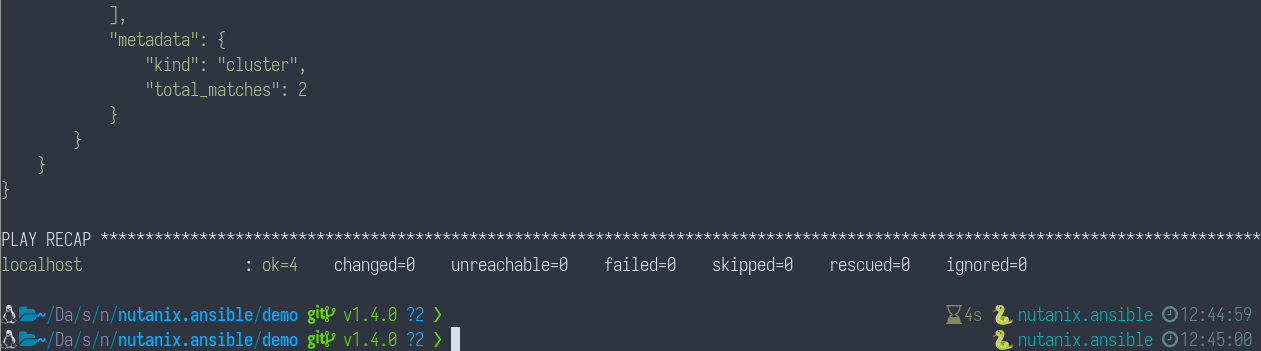 ],
"metadata": {
"kind": "cluster",
"total_matches": 2
}
}
}
}
PLAY RECAP *********************************************************************************************************************************
localhost : ok=4 changed=0 unreachable=0 failed=0 skipped=0 rescued=0 ignored=0
~/Da/s/n/nutanix.ansible/demo git v1.4.0 ?2 ❯ 4s nutanix.ansible 12:44:59
~/Da/s/n/nutanix.ansible/demo git v1.4.0 ?2 ❯ nutanix.ansible 12:45:00